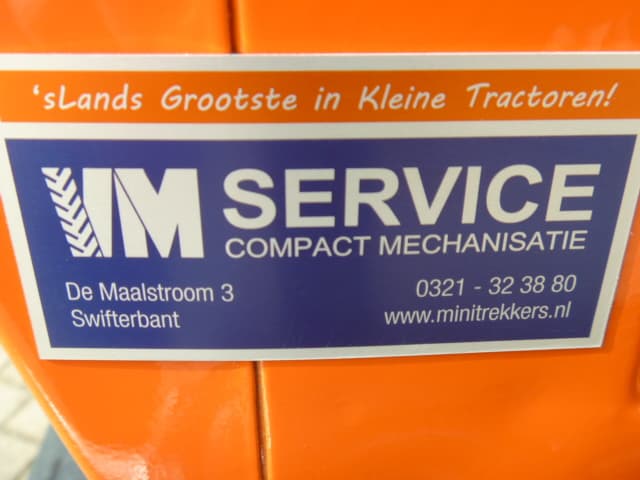 'sLands Grootste in Kleine Tractoren!
VM SERVICE
COMPACT MECHANISATIE
De Maalstroom 3
0321 - 32 38 80
Swifterbant
www.minitrekkers.nl